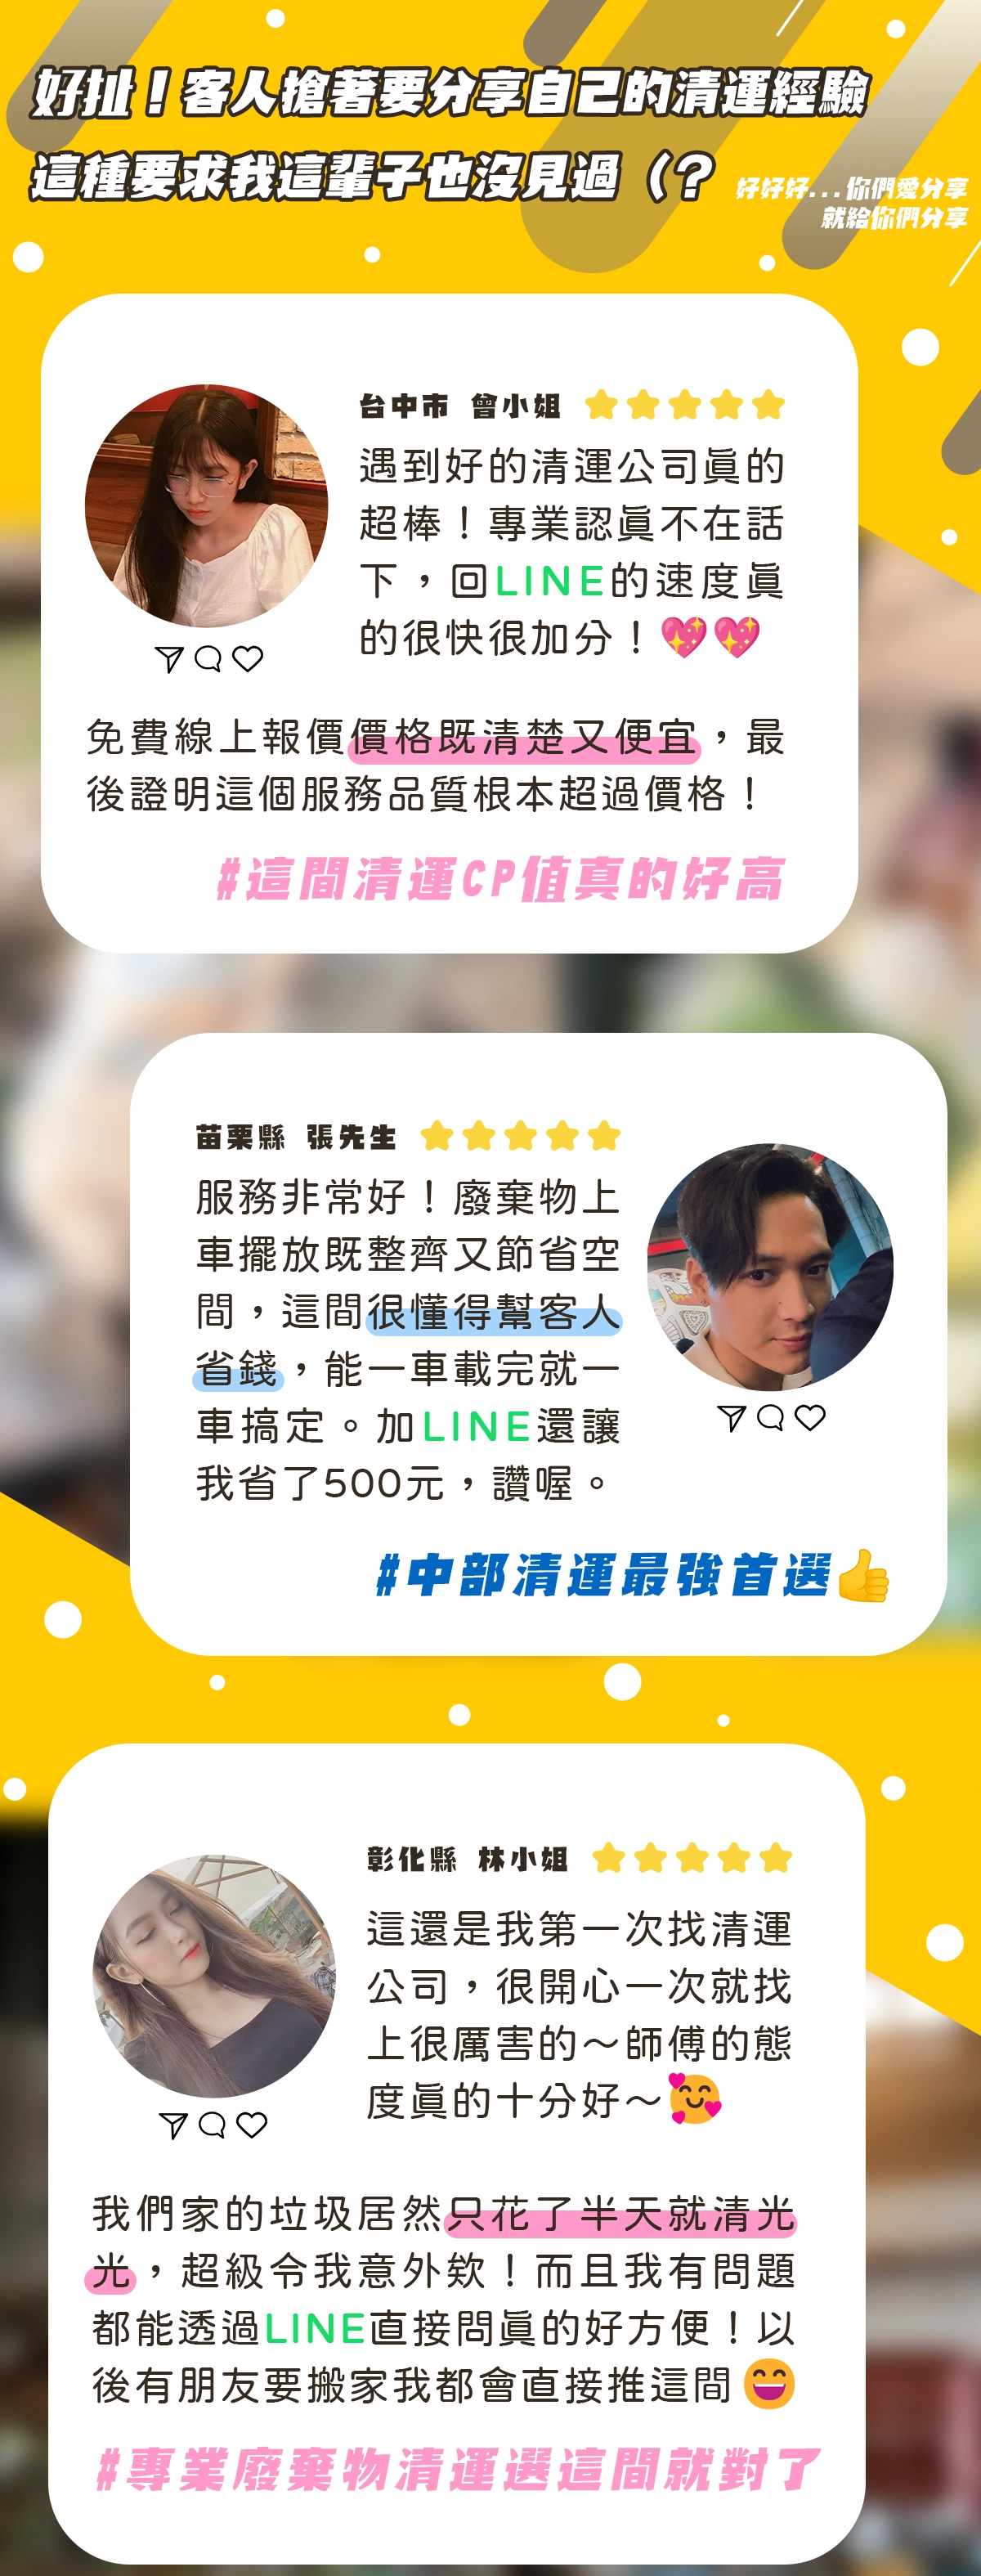 好扯！客人搶著要分享自己的清運經驗
這種要求我這輩子也沒見過（？
好好好...你們愛分享
就給你們分享
台中市 曾小姐
遇到好的清運公司真的
超棒！專業認真不在話
下，回LINE的速度真
的很快很加分！💖💖
免費線上報價價格既清楚又便宜，最
後證明這個服務品質根本超過價格！
#這間清運CP值真的好高
苗栗縣 張先生
服務非常好！廢棄物上
車擺放既整齊又節省空
間，這間很懂得幫客人
省錢，能一車載完就一
車搞定。加LINE還讓
我省了500元，讚喔。
#中部清運最強首選👍
彰化縣 林小姐
這還是我第一次找清運
公司，很開心一次就找
上很厲害的～師傅的態
度真的十分好～🥰
我們家的垃圾居然只花了半天就清光
光，超級令我意外欸！而且我有問題
都能透過LINE直接問真的好方便！以
後有朋友要搬家我都會直接推這間😄
#專業廢棄物清運選這間就對了